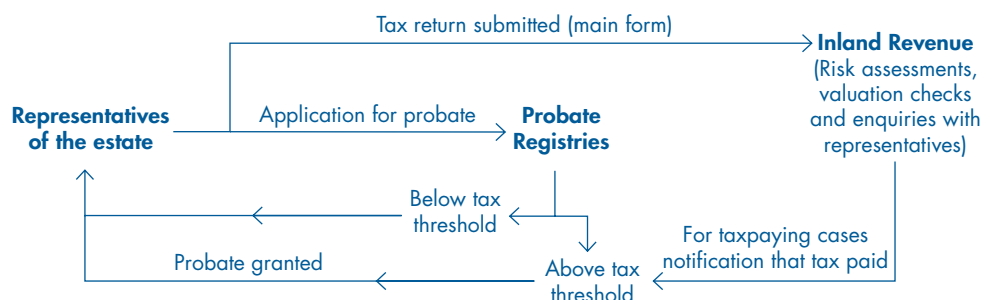 Tax return submitted (main form)
Inland Revenue
(Risk assessments,
valuation checks
and enquiries with
representatives)
Representatives
of the estate
Application for probate
Probate
Registries
Below tax
threshold
For taxpaying cases
notification that tax paid
Probate granted
Above tax
threshold